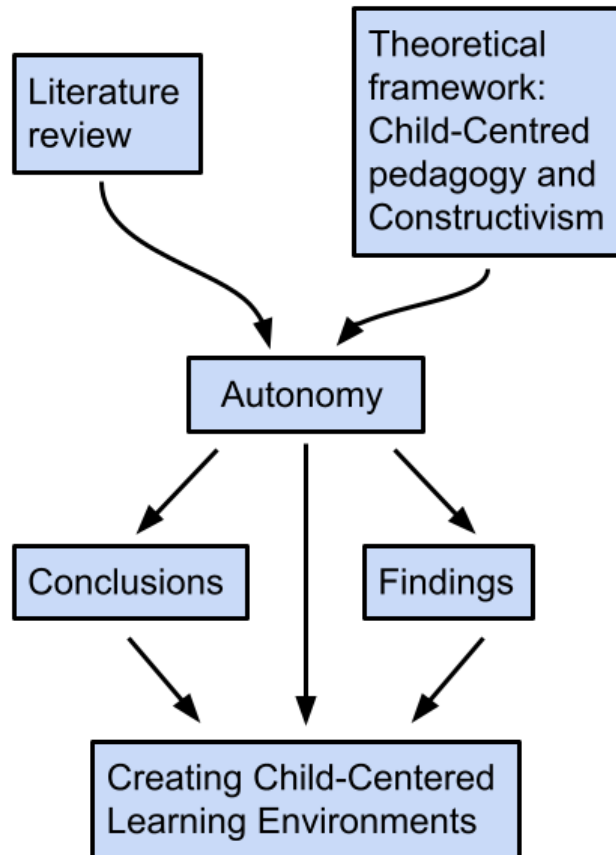 Literature
review
Theoretical
framework:
Child-Centred
pedagogy and
Constructivism
Autonomy
Conclusions
Findings
Creating Child-Centered
Learning Environments